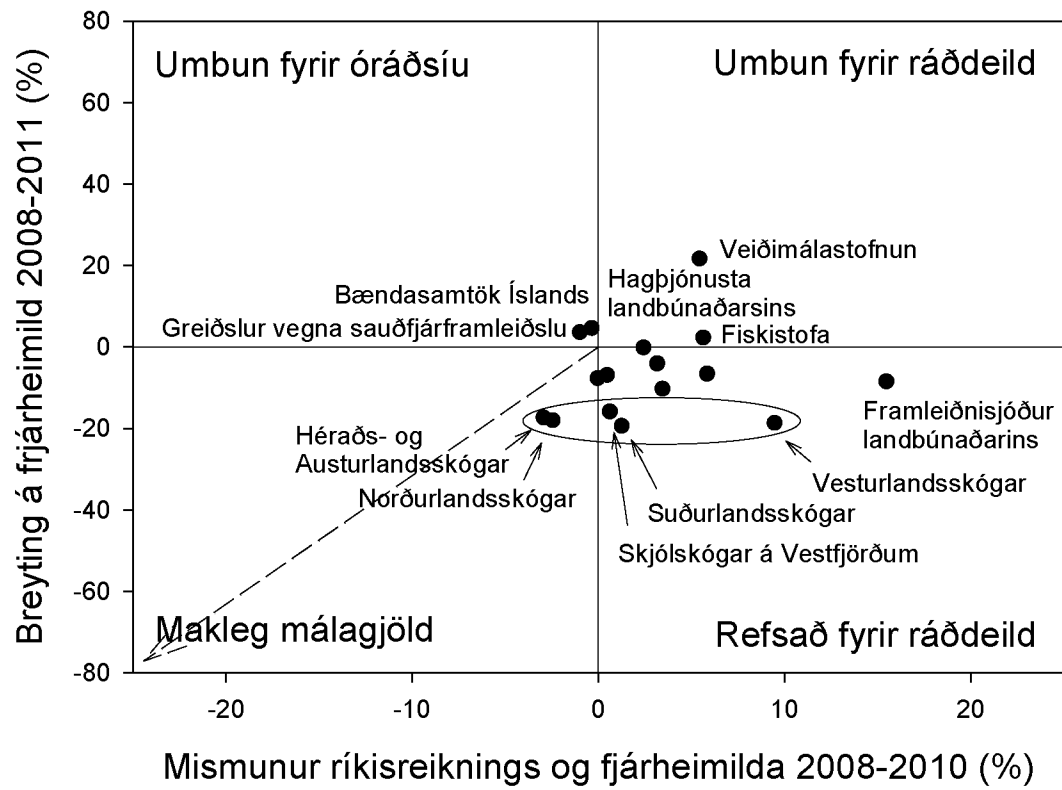 Breyting á frjárheimild 2008-2011 (%)
80
60
40
20
0
-20
-40
-60
-80
Umbun fyrir óráðsíu
Umbun fyrir ráðdeild
Veiðimálastofnun
Hagþjónusta
landbúnaðarsins
Bændasamtök Íslands
Greiðslur vegna sauðfjárframleiðslu
Fiskistofa
Framleiðnisjóður
landbúnaðarins
Héraðs- og
Austurlandsskógar
Norðurlandsskógar
Vesturlandsskógar
Suðurlandsskógar
Skjólskógar á Vestfjörðum
Makleg málagjöld
Refsað fyrir ráðdeild
-20
-10
0
10
20
Mismunur ríkisreiknings og fjárheimilda 2008-2010 (%)